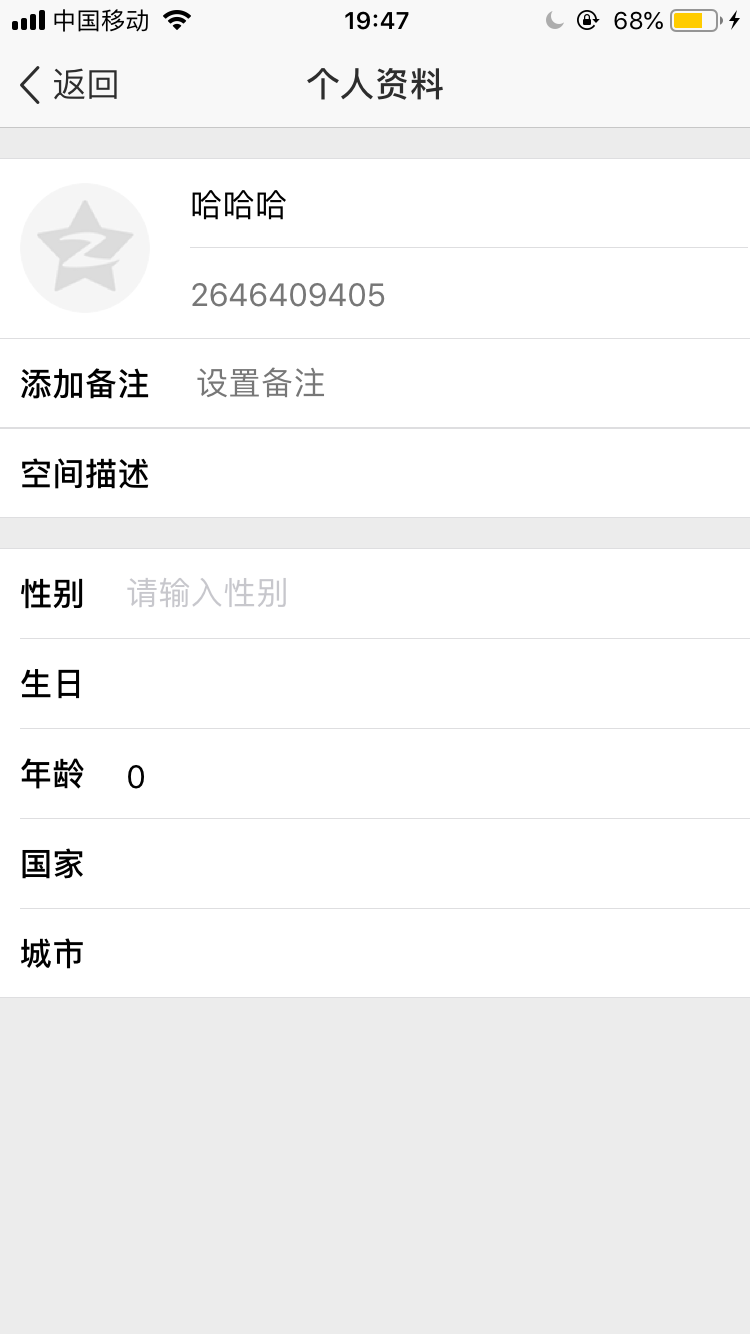 中国移动 19:47 68%
返回 个人资料
哈哈哈
2646409405
添加备注 设置备注
空间描述
性别 请输入性别
生日
年龄 0
国家
城市